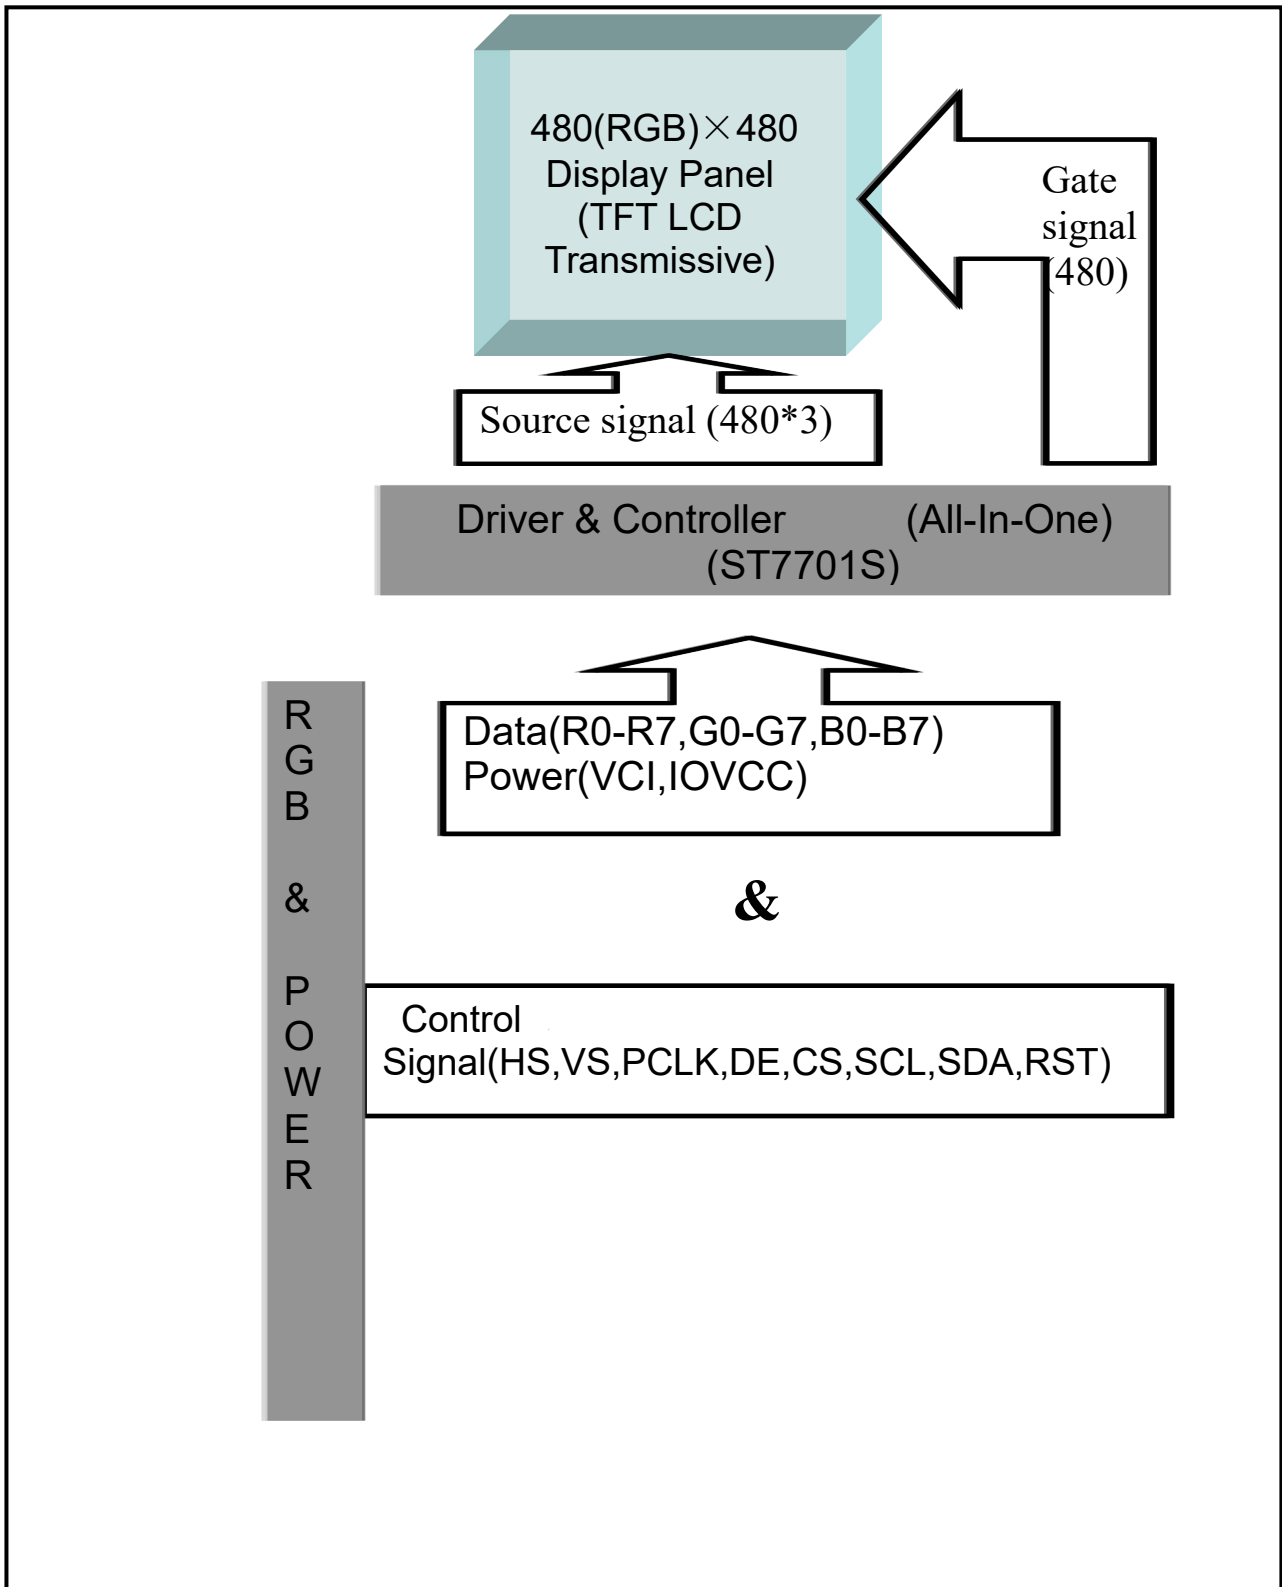 480(RGB)×480
Display Panel
(TFT LCD
Transmissive)
Gate
signal
(480)
Source signal (480*3)
Driver & Controller (All-In-One)
(ST7701S)
R
G
B
&
P
O
W
E
R
Data(R0-R7,G0-G7,B0-B7)
Power(VCI,IOVCC)
&
Control
Signal(HS,VS,PCLK,DE,CS,SCL,SDA,RST)